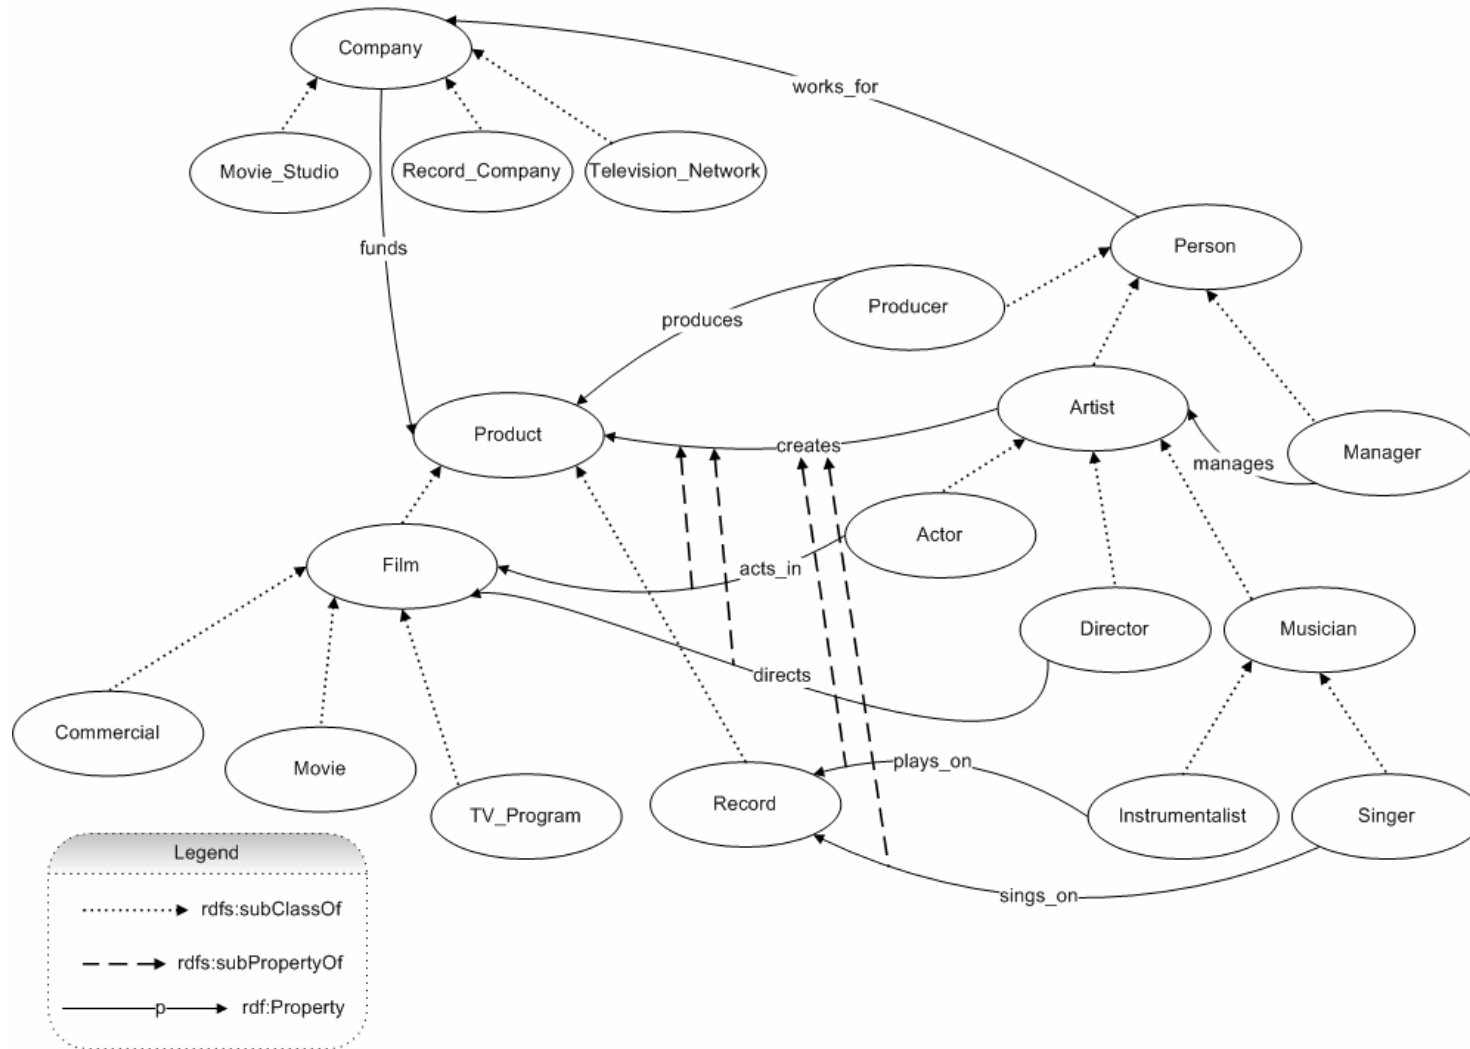 Company
works_for
Movie_Studio
Record_Company
Television_Network
funds
Person
Producer
produces
Artist
Product
creates
manages
Manager
Actor
Film
acts_in
Director
Musician
directs
Commercial
Movie
plays_on
Record
TV_Program
Instrumentalist
Singer
sings_on
Legend
rdfs:subClassOf
rdfs:subPropertyOf
p
rdf:Property